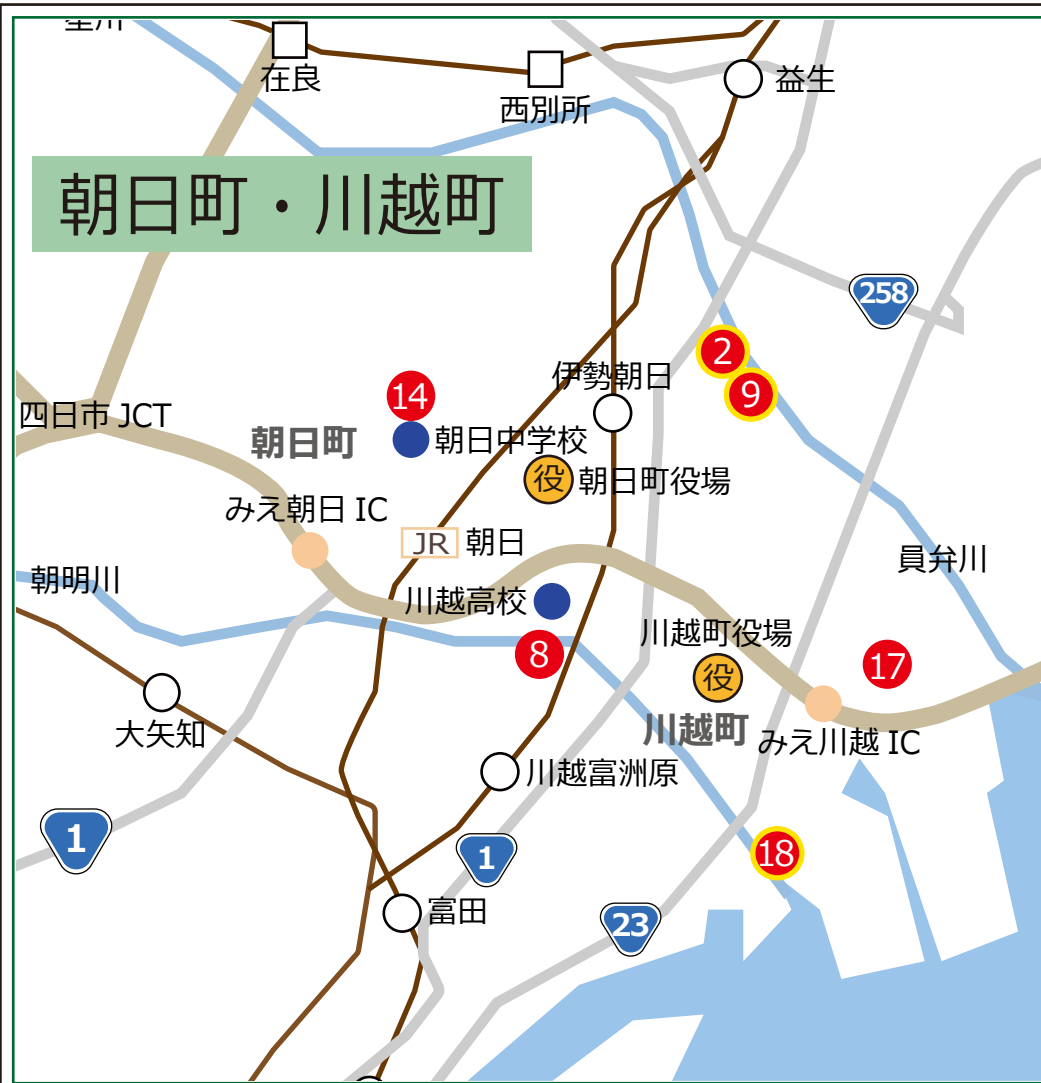 星川
在良
西別所
益生
朝日町・川越町
258
2
伊勢朝日
9
14
四日市 JCT
朝日町
朝日中学校
役
朝日町役場
みえ朝日 IC
JR 朝日
員弁川
朝明川
川越高校
川越町役場
8
17
役
大矢知
川越町
みえ川越 IC
川越富洲原
1
1
18
富田
23